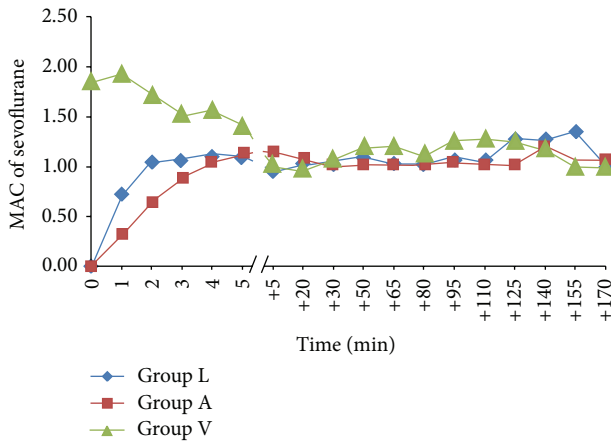 MAC of sevoflurane
2.50
2.00
1.50
1.00
0.50
0.00
0 1 2 3 4 5 +5 +20 +30 +50 +65 +80 +95 +110 +125 +140 +155 +170
Time (min)
Group L
Group A
Group V